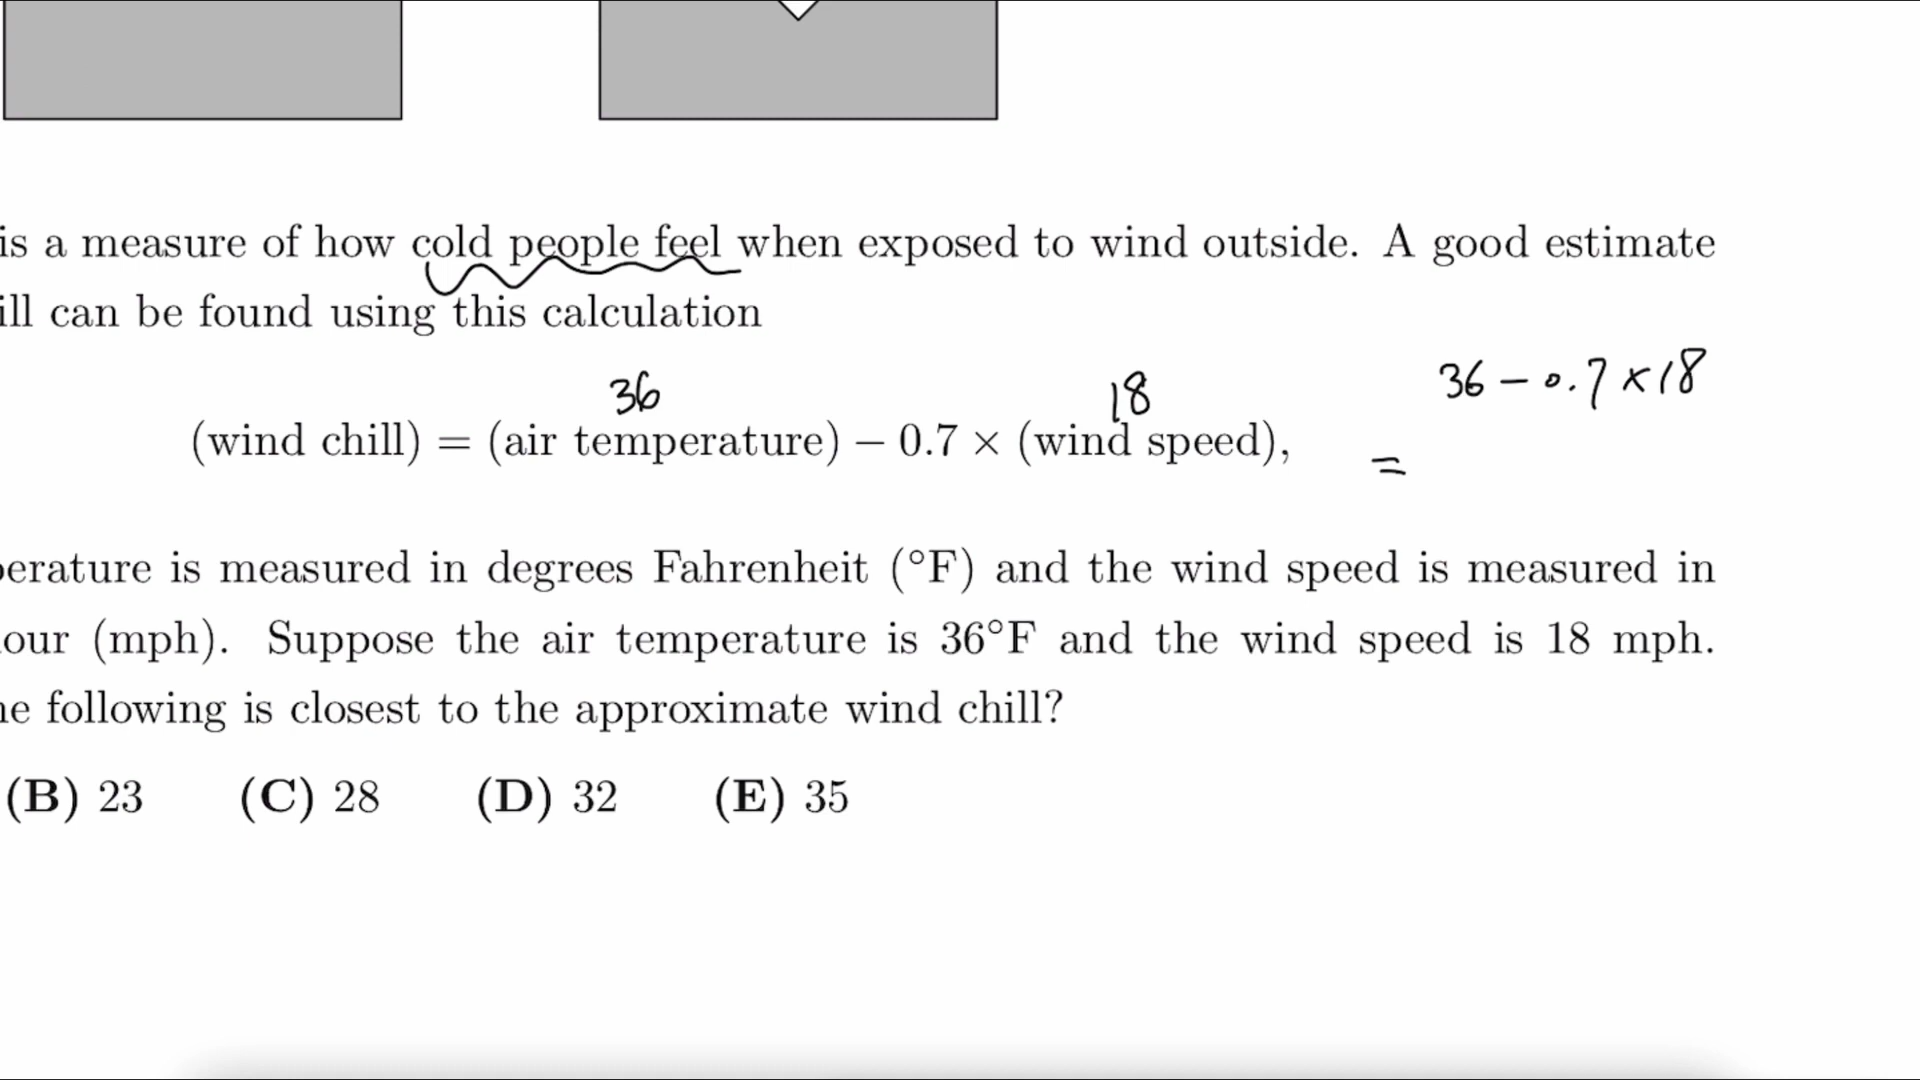 is a measure of how cold people feel when exposed to wind outside. A good estimate
ill can be found using this calculation
36 18 36 - 0.7 × 18
(wind chill) = (air temperature) − 0.7 × (wind speed),
=
perature is measured in degrees Fahrenheit (°F) and the wind speed is measured in
our (mph). Suppose the air temperature is 36°F and the wind speed is 18 mph.
he following is closest to the approximate wind chill?
(B) 23 (C) 28 (D) 32 (E) 35